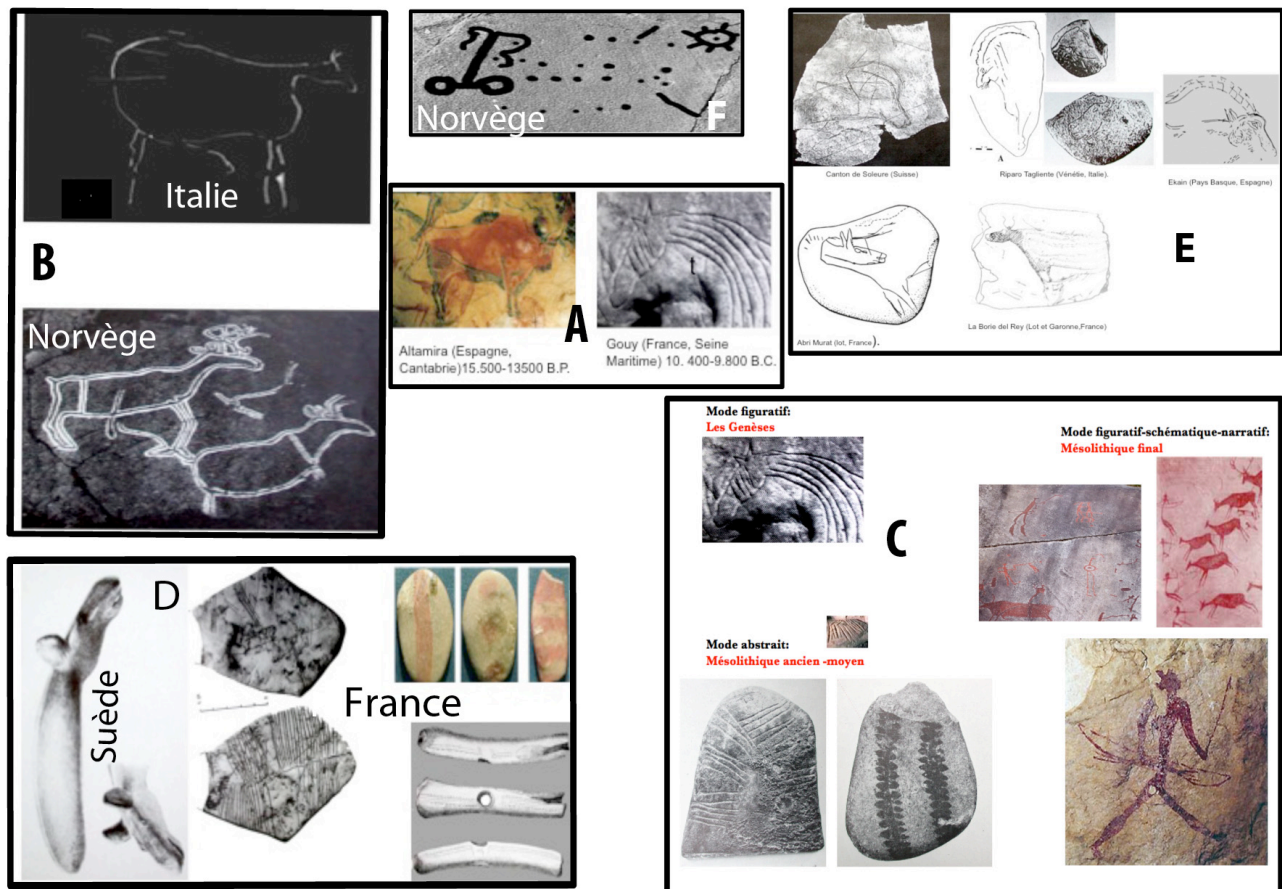 Italie
B
Norvège
Norvège
F
A
Altamira (Espagne,
Cantabrie)15.500-13500 B.P.
t
Gouy (France, Seine
Maritime) 10. 400-9.800 B.C.
Canton de Soleure (Suisse)
A
Riparo Tagliente (Vénétie, Italie).
Ekain (Pays Basque, Espagne)
Abri Murat (lot, France ).
La Borie del Rey (Lot et Garonne,France)
E
Mode figuratif:
Les Genèses
Mode figuratif-schématique-narratif:
Mésolithique final
C
Mode abstrait:
Mésolithique ancien -moyen
D
Suède
France